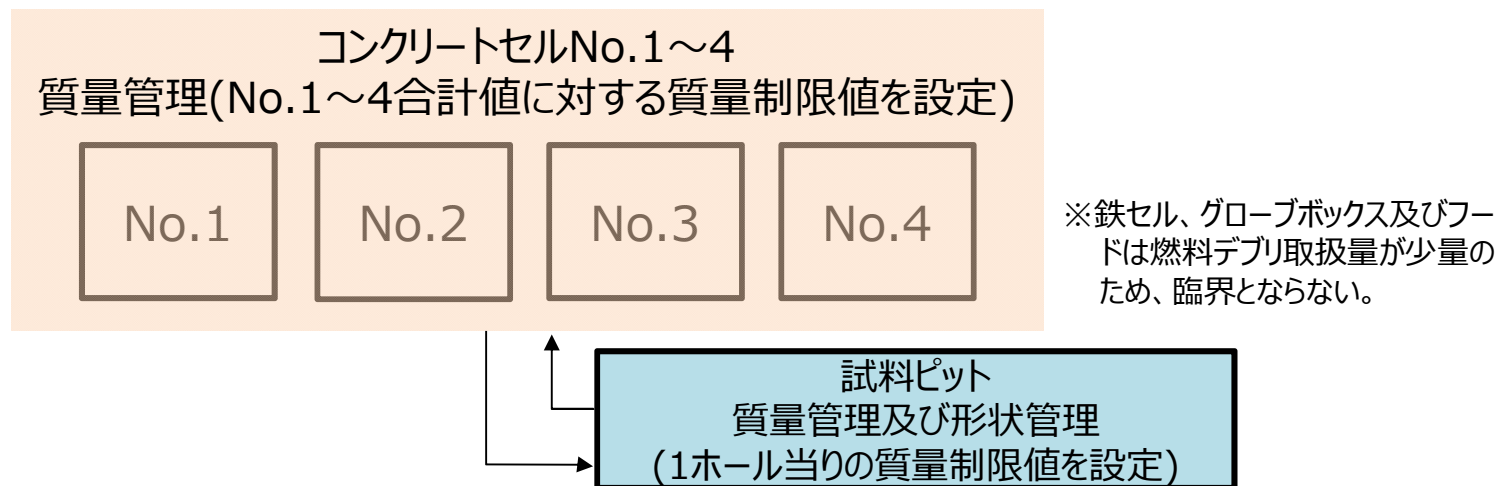 コンクリートセルNo.1～4
質量管理(No.1～4合計値に対する質量制限値を設定)
No.1
No.2
No.3
No.4
※鉄セル、グローブボックス及びフー
ドは燃料デブリ取扱量が少量の
ため、臨界とならない。
試料ピット
質量管理及び形状管理
(1ホール当りの質量制限値を設定)